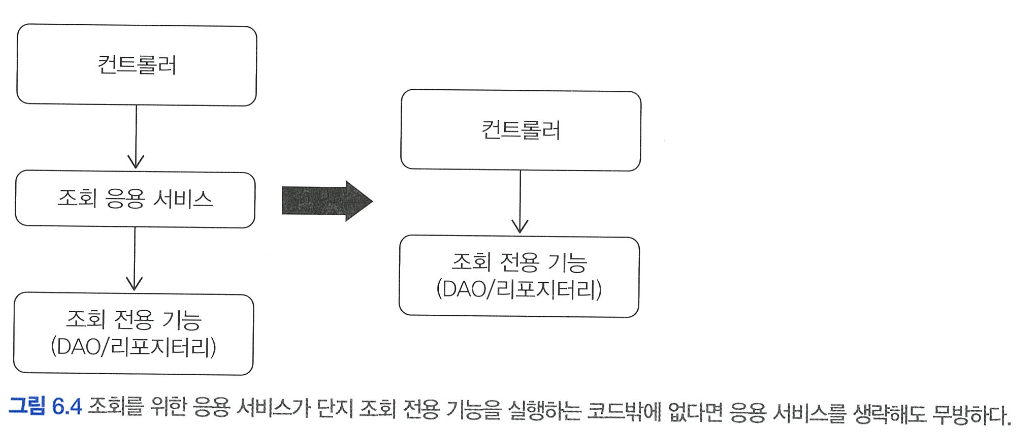 컨트롤러
조회 응용 서비스
조회 전용 기능
(DAO/리포지터리)
컨트롤러
조회 전용 기능
(DAO/리포지터리)
그림 6.4 조회를 위한 응용 서비스가 단지 조회 전용 기능을 실행하는 코드밖에 없다면 응용 서비스를 생략해도 무방하다.